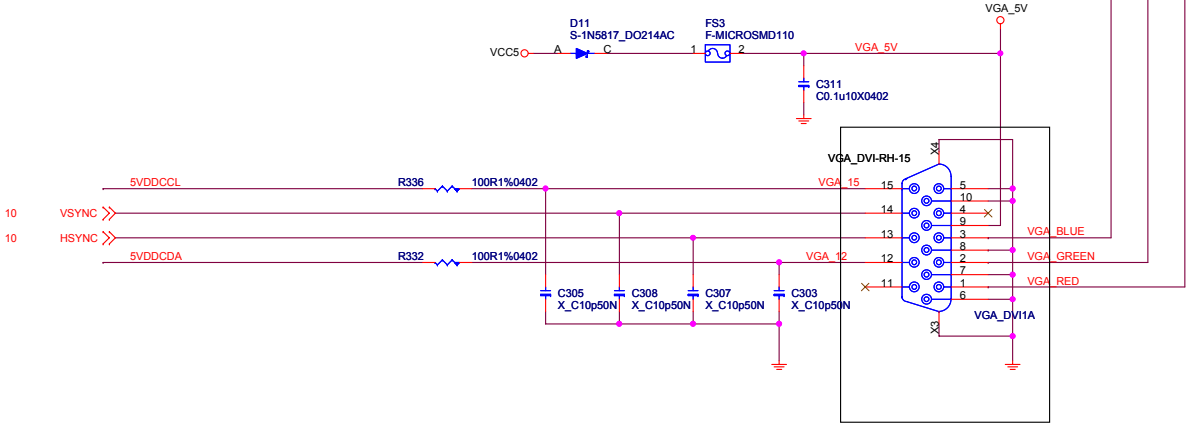 VGA_5V
D11
S-1N5817_DO214AC
FS3
F-MICROSMD110
VCC5
A
C
1
2
VGA_5V
C311
C0.1u10X0402
VGA_DVI-RH-15
X4
5VDDCCL
R336
100R1%0402
VGA_15
15
5
10
10
VSYNC
14
4
9
10
HSYNC
13
3
VGA_BLUE
8
5VDDCDA
R332
100R1%0402
VGA_12
12
2
VGA_GREEN
7
11
1
VGA_RED
6
C305
X_C10p50N
C308
X_C10p50N
C307
X_C10p50N
C303
X_C10p50N
VGA_DVI1A
X3